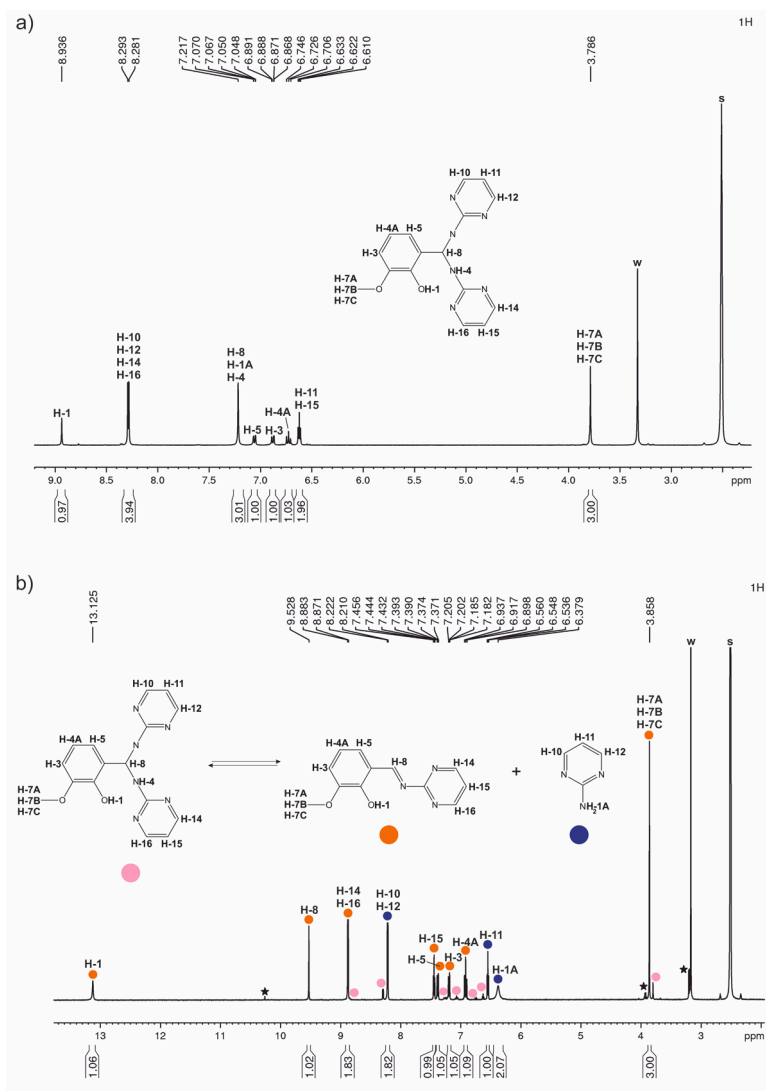 a)
1H
8.936
8.293
8.281
7.217
7.070
7.067
7.050
7.048
6.891
6.888
6.871
6.868
6.746
6.726
6.706
6.633
6.622
6.610
3.786
s
H-10 H-11
N
H-12
N
H-4A H-5
N
H-3
H-8
N
H-4
H-7A
H-7B
H-7C
O
OH-1
N
N
H-14
H-16 H-15
w
H-10
H-12
H-14
H-16
H-8
H-1A
H-4
H-11
H-15
H-7A
H-7B
H-7C
H-1
H-5
H-3
H-4A
9.0 8.5 8.0 7.5 7.0 6.5 6.0 5.5 5.0 4.5 4.0 3.5 3.0 ppm
0.97
3.94
3.01
1.00
1.00
1.03
1.96
3.00
b)
1H
13.125
9.528
8.883
8.871
8.222
8.210
7.456
7.444
7.432
7.393
7.390
7.374
7.371
7.205
7.202
7.185
7.182
6.937
6.917
6.898
6.560
6.548
6.536
6.379
3.858
w
s
H-10 H-11
N
H-12
N
H-4A H-5
N
H-3
H-8
N
H-4
H-7A
H-7B
H-7C
O
OH-1
N
N
H-14
H-16 H-15
H-4A H-5
H-8
H-3
N
H-14
H-15
N
N
H-16
H-7A
H-7B
H-7C
O
OH-1
+
H-11
H-10 H-12
N N
NH21A
H-7A
H-7B
H-7C
H-14
H-16
H-10
H-12
H-8
H-15
H-4A
H-11
H-5
H-3
H-1
H-1A
13 12 11 10 9 8 7 6 5 4 3 2 ppm
1.06
1.02
1.83
1.82
0.99
1.05
1.05
1.09
1.00
2.07
3.00